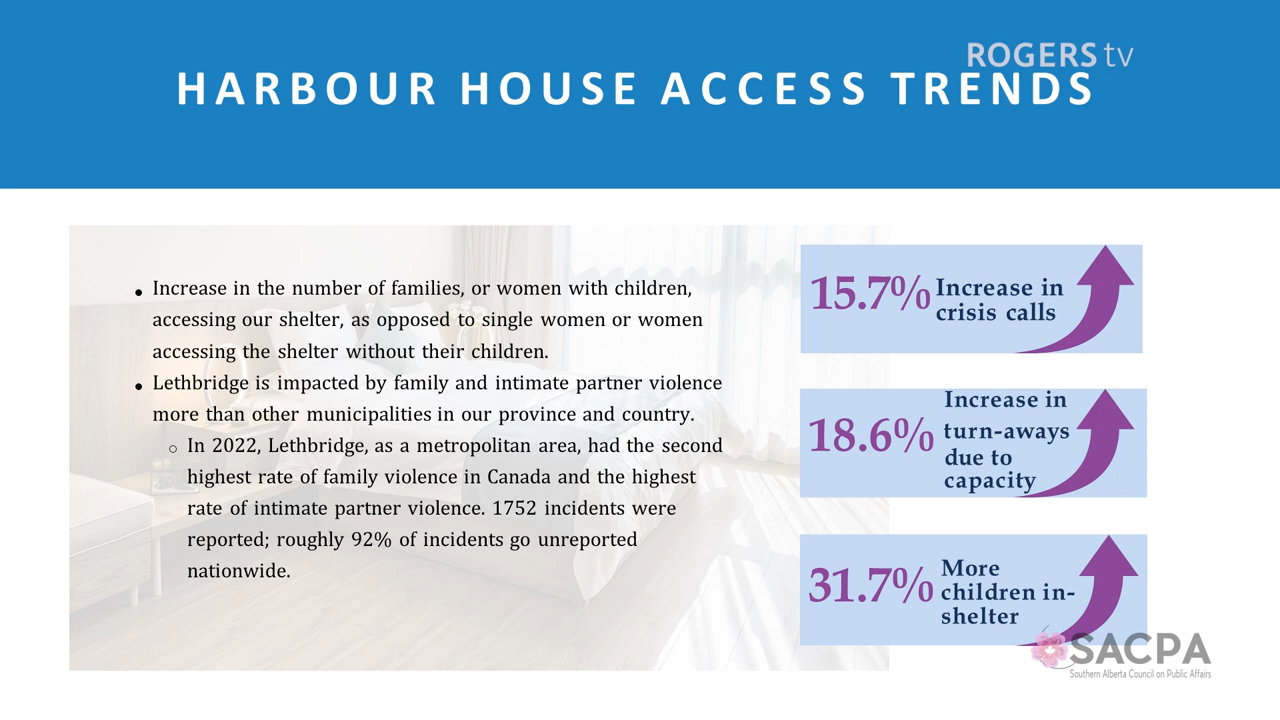 ROGERS tv
HARBOUR HOUSE ACCESS TRENDS
• Increase in the number of families, or women with children,
accessing our shelter, as opposed to single women or women
accessing the shelter without their children.
• Lethbridge is impacted by family and intimate partner violence
more than other municipalities in our province and country.
○ In 2022, Lethbridge, as a metropolitan area, had the second
highest rate of family violence in Canada and the highest
rate of intimate partner violence. 1752 incidents were
reported; roughly 92% of incidents go unreported
nationwide.
15.7% Increase in
crisis calls
18.6% Increase in
turn-aways
due to
capacity
31.7% More
children in-
shelter
SACPA
Southern Alberta Council on Public Affairs